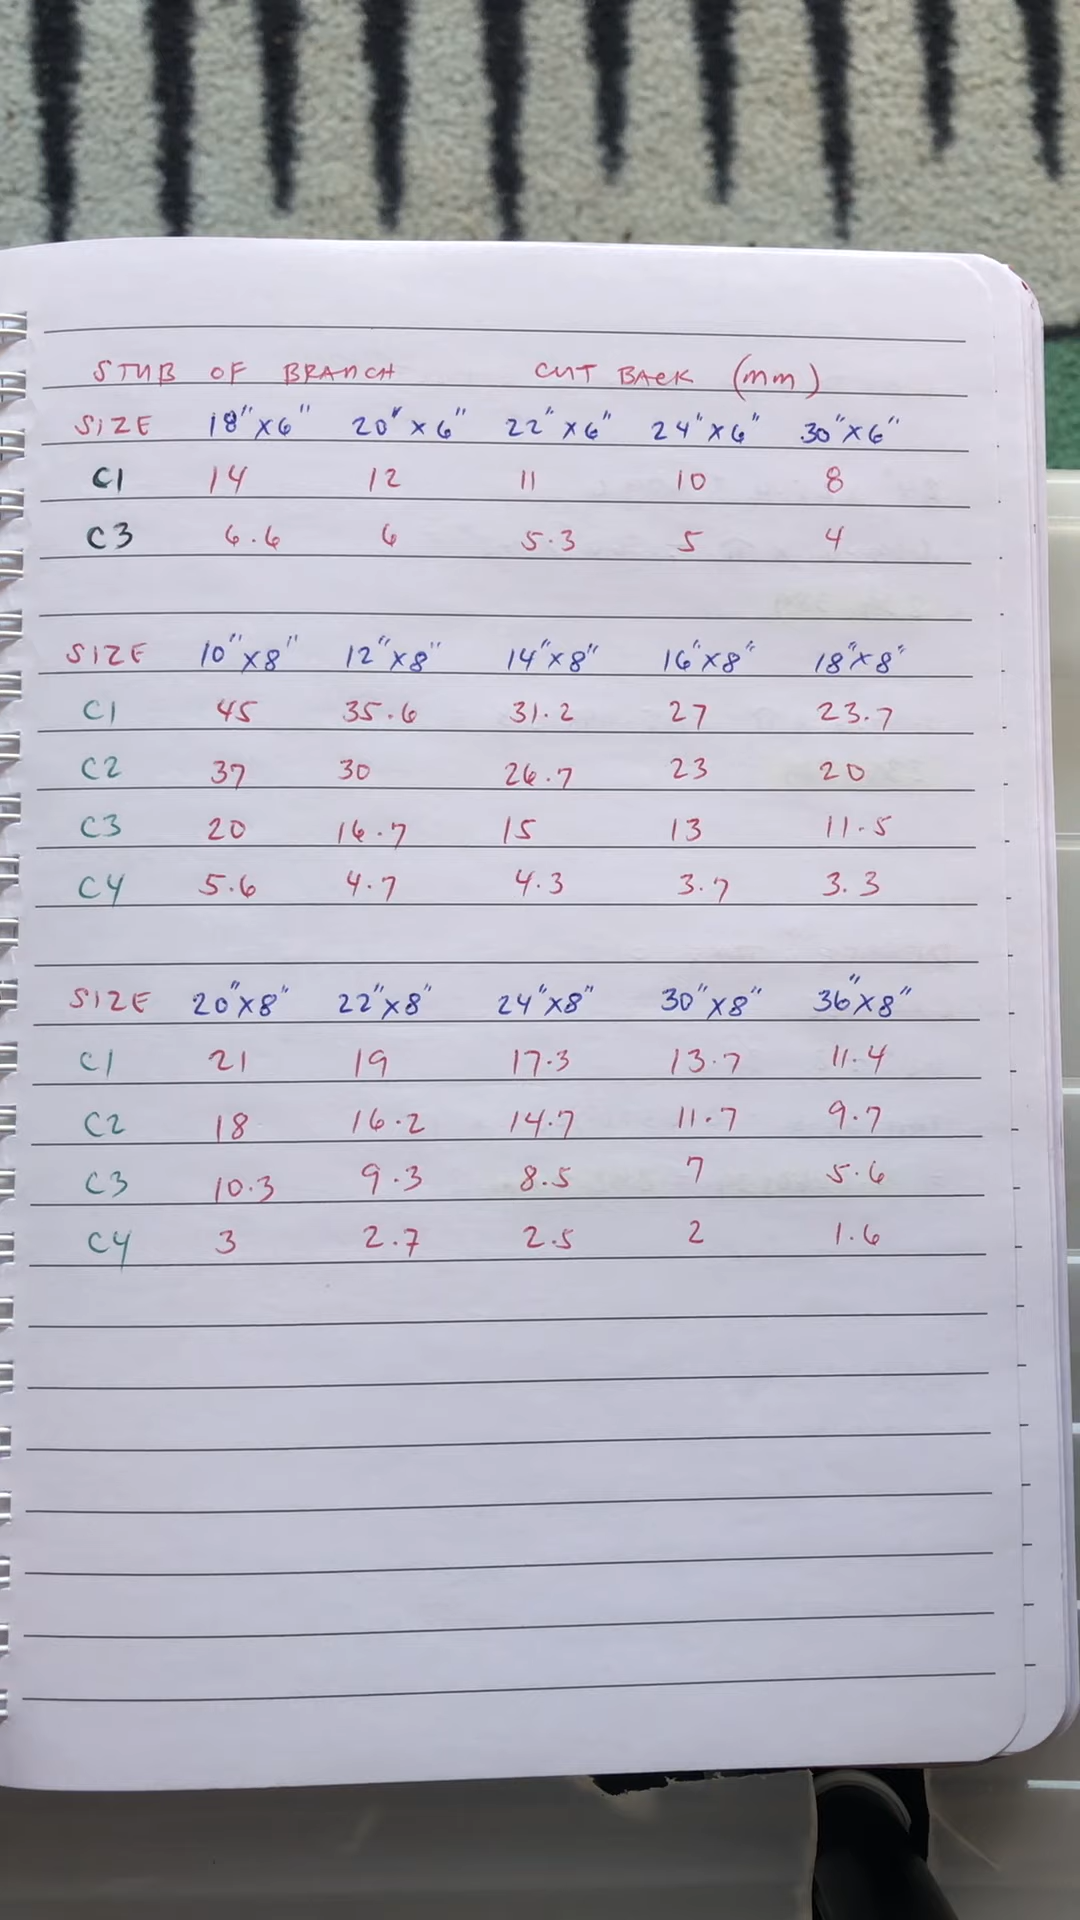 STUB OF BRANCH CUT BACK (mm)
SIZE 18"X6" 20"X6" 22"X6" 24"X6" 30"X6"
C1 14 12 11 10 8
C3 6.6 6 5.3 5 4
SIZE 10"X8" 12"X8" 14"X8" 16"X8" 18"X8"
C1 45 35.6 31.2 27 23.7
C2 37 30 26.7 23 20
C3 20 16.7 15 13 11.5
C4 5.6 4.7 4.3 3.7 3.3
SIZE 20"X8" 22"X8" 24"X8" 30"X8" 36"X8"
C1 21 19 17.3 13.7 11.4
C2 18 16.2 14.7 11.7 9.7
C3 10.3 9.3 8.5 7 5.6
C4 3 2.7 2.5 2 1.6